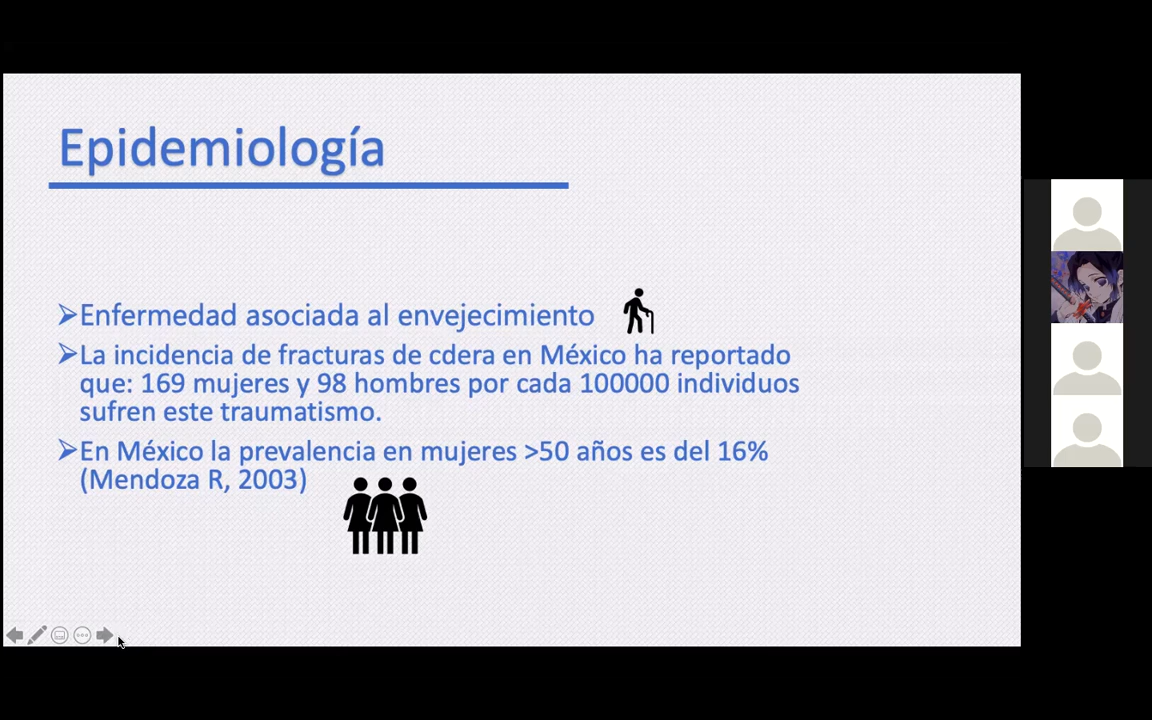 Epidemiología
➢Enfermedad asociada al envejecimiento
➢La incidencia de fracturas de cdera en México ha reportado
que: 169 mujeres y 98 hombres por cada 100000 individuos
sufren este traumatismo.
➢En México la prevalencia en mujeres >50 años es del 16%
(Mendoza R, 2003)